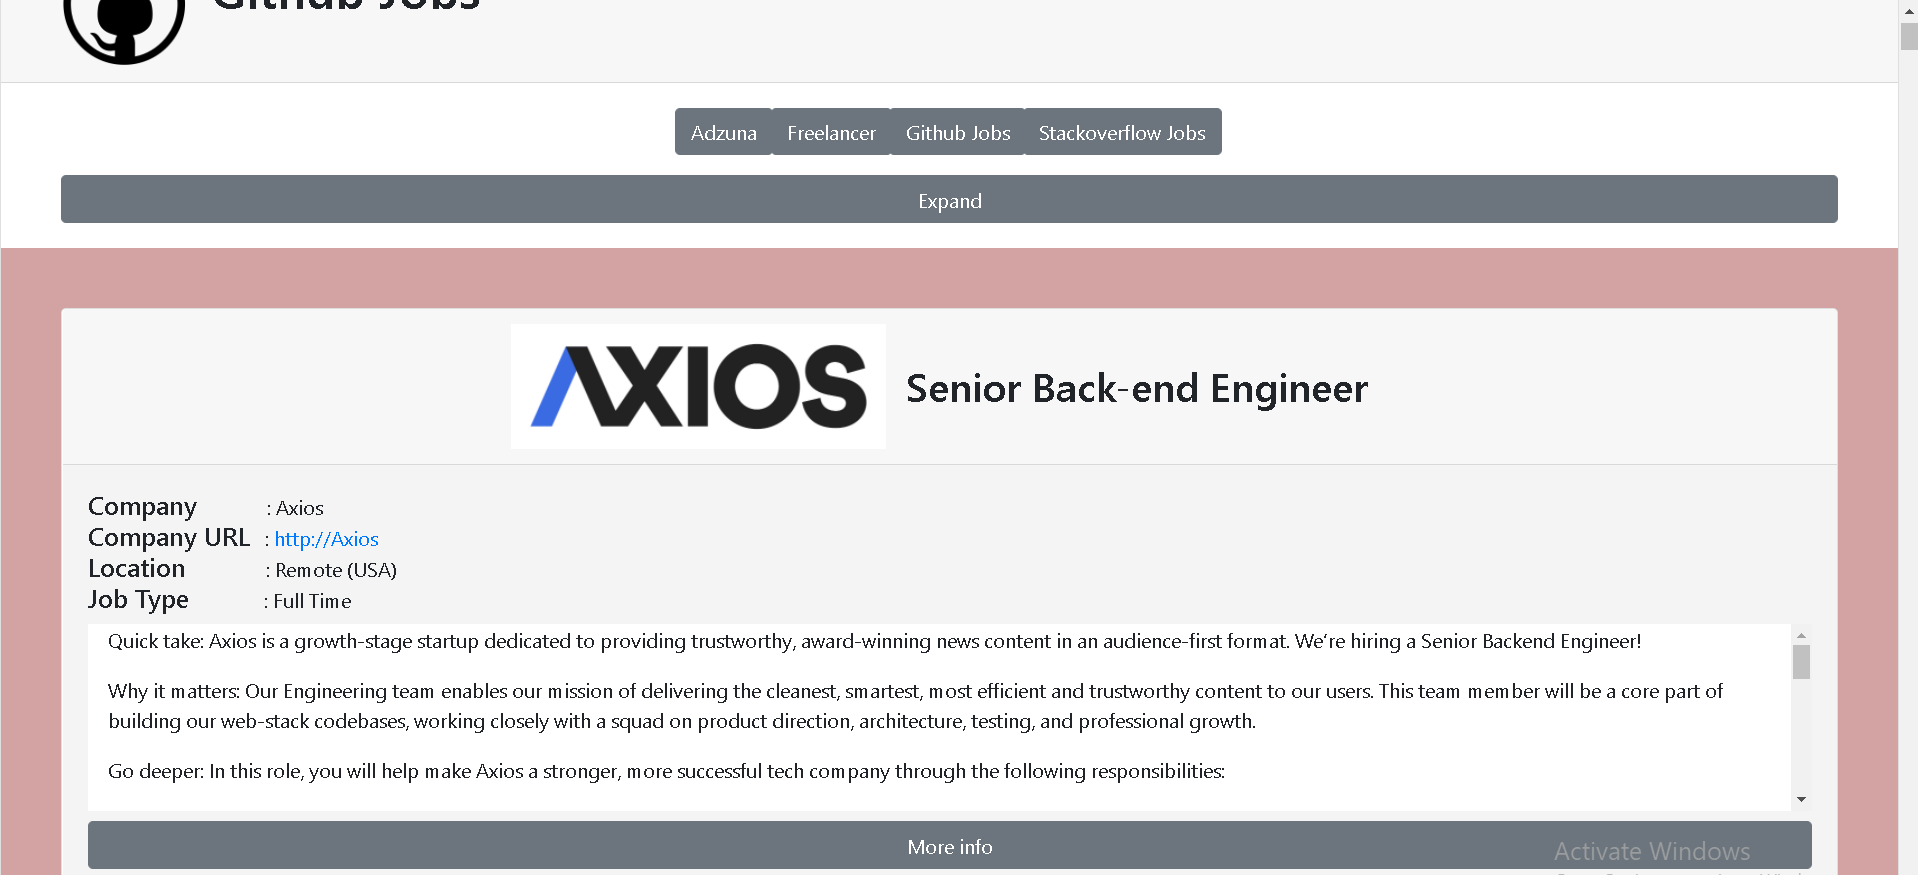 Github Jobs
Adzuna Freelancer Github Jobs Stackoverflow Jobs
Expand
AXIOS Senior Back-end Engineer
Company : Axios
Company URL : http://Axios
Location : Remote (USA)
Job Type : Full Time
Quick take: Axios is a growth-stage startup dedicated to providing trustworthy, award-winning news content in an audience-first format. We’re hiring a Senior Backend Engineer!
Why it matters: Our Engineering team enables our mission of delivering the cleanest, smartest, most efficient and trustworthy content to our users. This team member will be a core part of
building our web-stack codebases, working closely with a squad on product direction, architecture, testing, and professional growth.
Go deeper: In this role, you will help make Axios a stronger, more successful tech company through the following responsibilities:
More info
Activate Windows